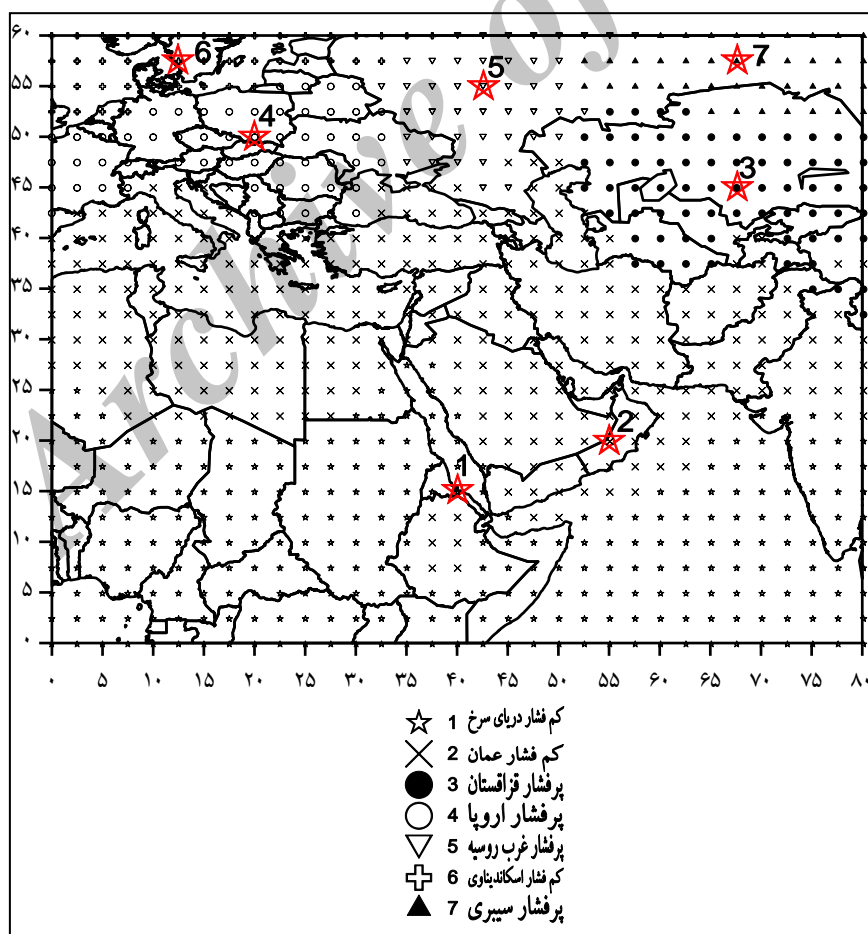 Archive of
۶۰
۵۵
۵۰
۴۵
۴۰
۳۵
۳۰
۲۵
۲۰
۱۵
۱۰
۵
۰
6
7
5
4
3
2
1
۰ ۵ ۱۰ ۱۵ ۲۰ ۲۵ ۳۰ ۳۵ ۴۰ ۴۵ ۵۰ ۵۵ ۶۰ ۶۵ ۷۰ ۷۵ ۸۰
کم فشار دریای سرخ 1
کم فشار عمان 2
پرفشار قزاقستان 3
پرفشار اروپا 4
پرفشار غرب روسیه 5
کم فشار اسکاندیناوی 6
پرفشار سیبری 7